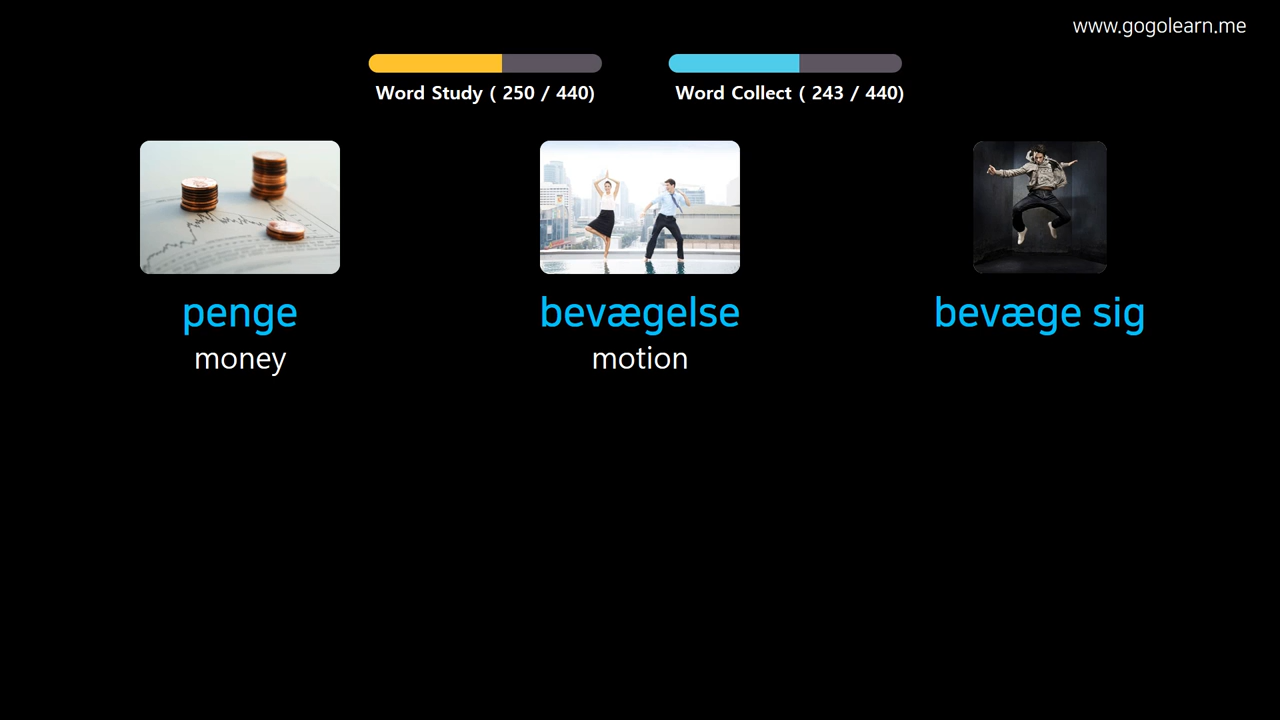 www.gogolearn.me
Word Study ( 250 / 440)
Word Collect ( 243 / 440)
penge
bevægelse
bevæge sig
money
motion